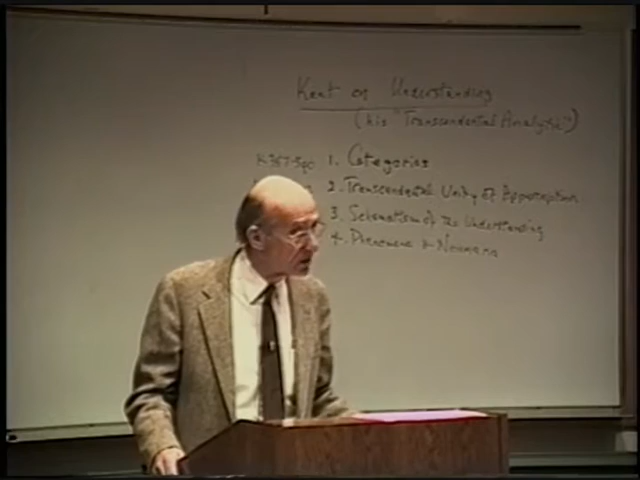 Kant on Understanding
(his "Transcendental Analytic")
1. Categories
2. Transcendental Unity of Apperception
3. Schematism of the Understanding
4. Phenomena & Noumena